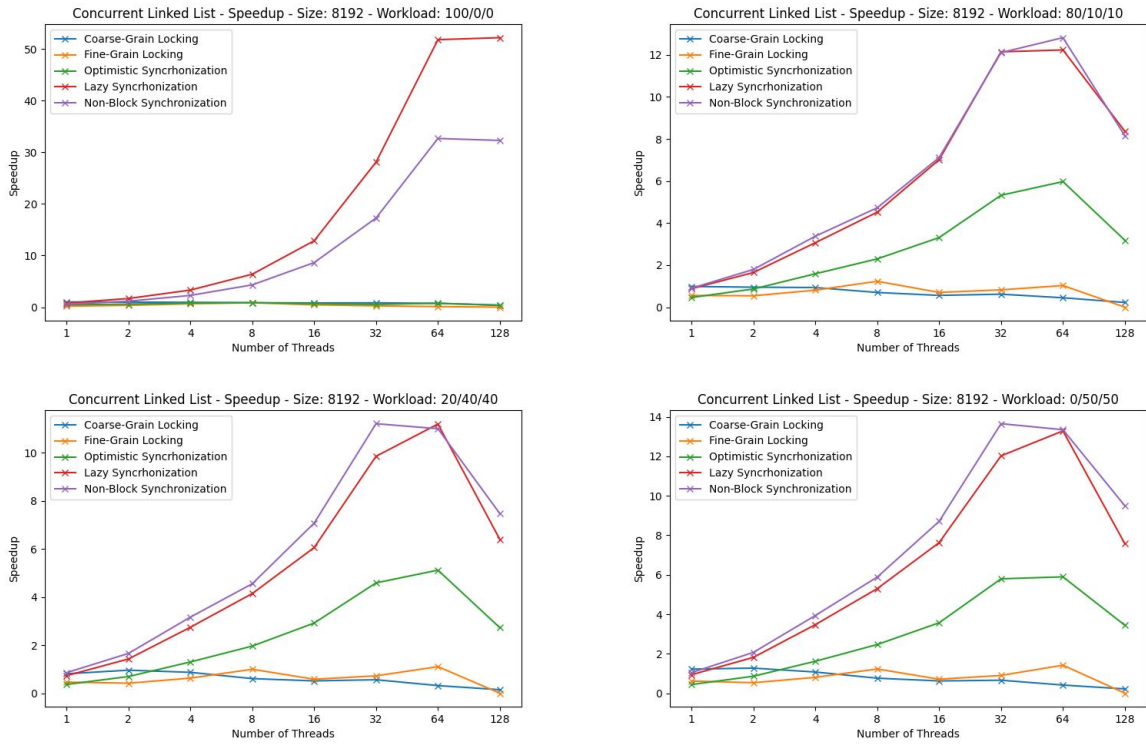 Concurrent Linked List - Speedup - Size: 8192 - Workload: 100/0/0
Coarse-Grain Locking
Fine-Grain Locking
Optimistic Syncrhonization
Lazy Syncrhonization
Non-Block Synchronization
50
40
30
20
10
0
Speedup
1 2 4 8 16 32 64 128
Number of Threads
Concurrent Linked List - Speedup - Size: 8192 - Workload: 80/10/10
Coarse-Grain Locking
Fine-Grain Locking
Optimistic Syncrhonization
Lazy Syncrhonization
Non-Block Synchronization
12
10
8
6
4
2
0
Speedup
1 2 4 8 16 32 64 128
Number of Threads
Concurrent Linked List - Speedup - Size: 8192 - Workload: 20/40/40
Coarse-Grain Locking
Fine-Grain Locking
Optimistic Syncrhonization
Lazy Syncrhonization
Non-Block Synchronization
10
8
6
4
2
0
Speedup
1 2 4 8 16 32 64 128
Number of Threads
Concurrent Linked List - Speedup - Size: 8192 - Workload: 0/50/50
Coarse-Grain Locking
Fine-Grain Locking
Optimistic Syncrhonization
Lazy Syncrhonization
Non-Block Synchronization
14
12
10
8
6
4
2
0
Speedup
1 2 4 8 16 32 64 128
Number of Threads